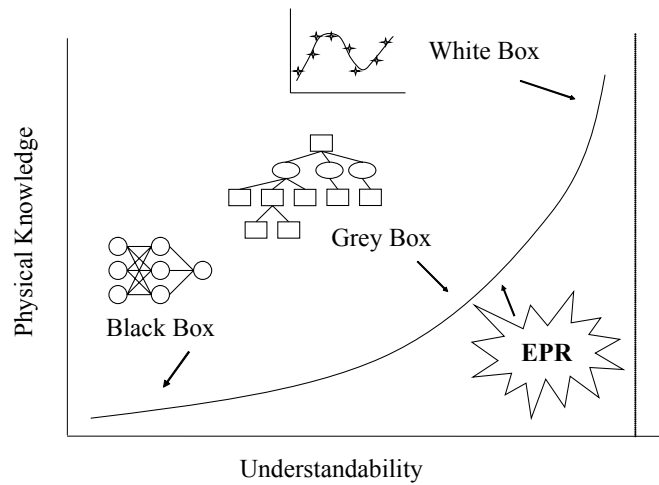 White Box
Physical Knowledge
Grey Box
Black Box
EPR
Understandability